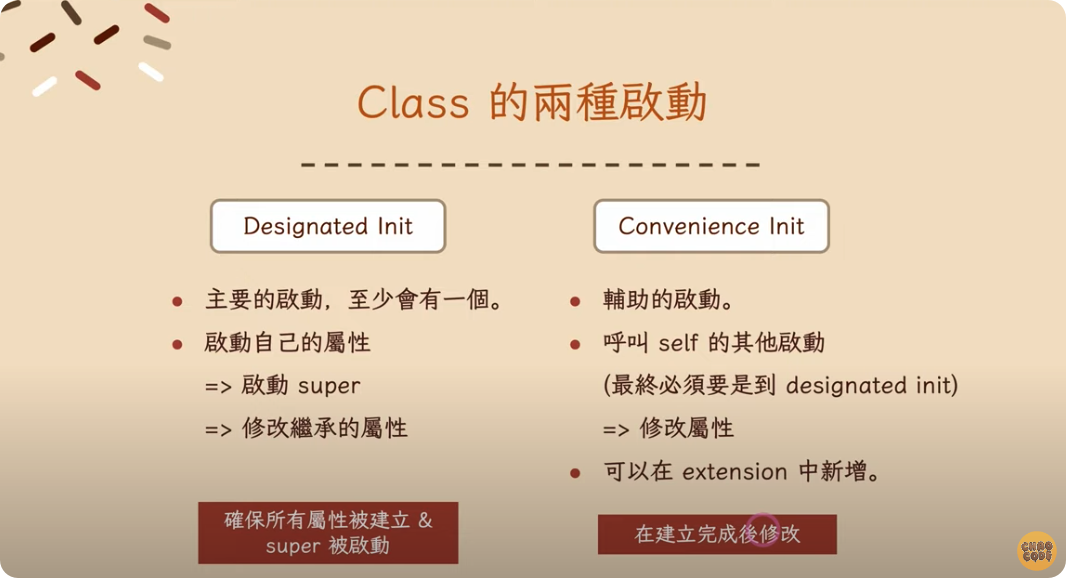 Class 的兩種啟動
Designated Init
主要的啟動，至少會有一個。
啟動自己的屬性
=> 啟動 super
=> 修改繼承的屬性
確保所有屬性被建立 &
super 被啟動
Convenience Init
輔助的啟動。
呼叫 self 的其他啟動
(最終必須要是到 designated init)
=> 修改屬性
可以在 extension 中新增。
在建立完成後修改
CHAO
CODE